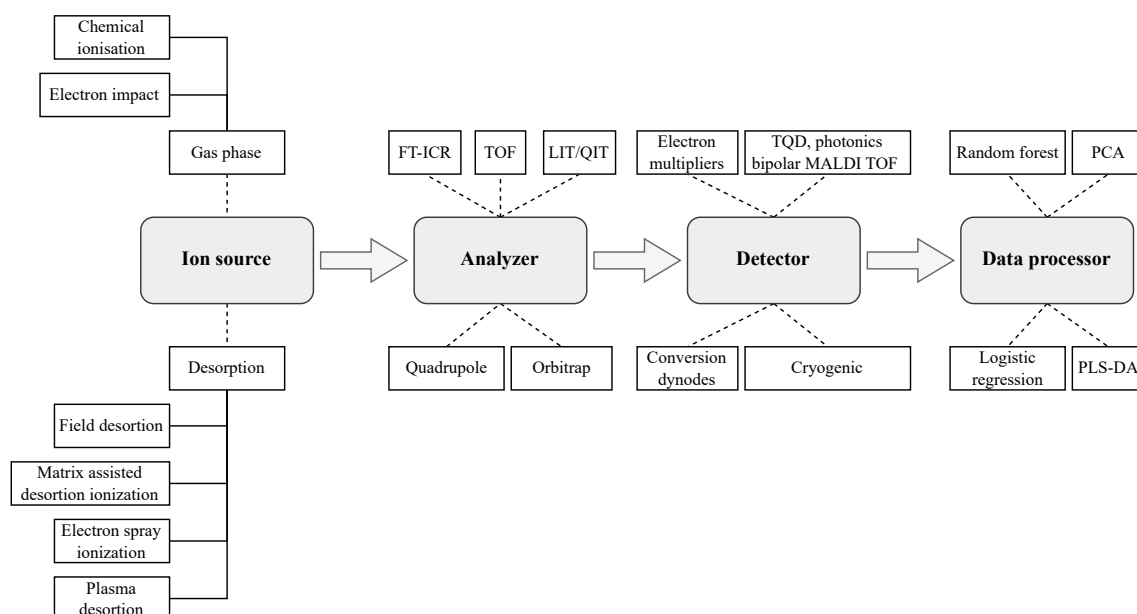 Chemical
ionisation
Electron impact
Gas phase
FT-ICR
TOF
LIT/QIT
Electron
multipliers
TQD, photonics
bipolar MALDI TOF
Random forest
PCA
Ion source
Analyzer
Detector
Data processor
Desorption
Quadrupole
Orbitrap
Conversion
dynodes
Cryogenic
Logistic
regression
PLS-DA
Field desortion
Matrix assisted
desortion ionization
Electron spray
ionization
Plasma
desortion